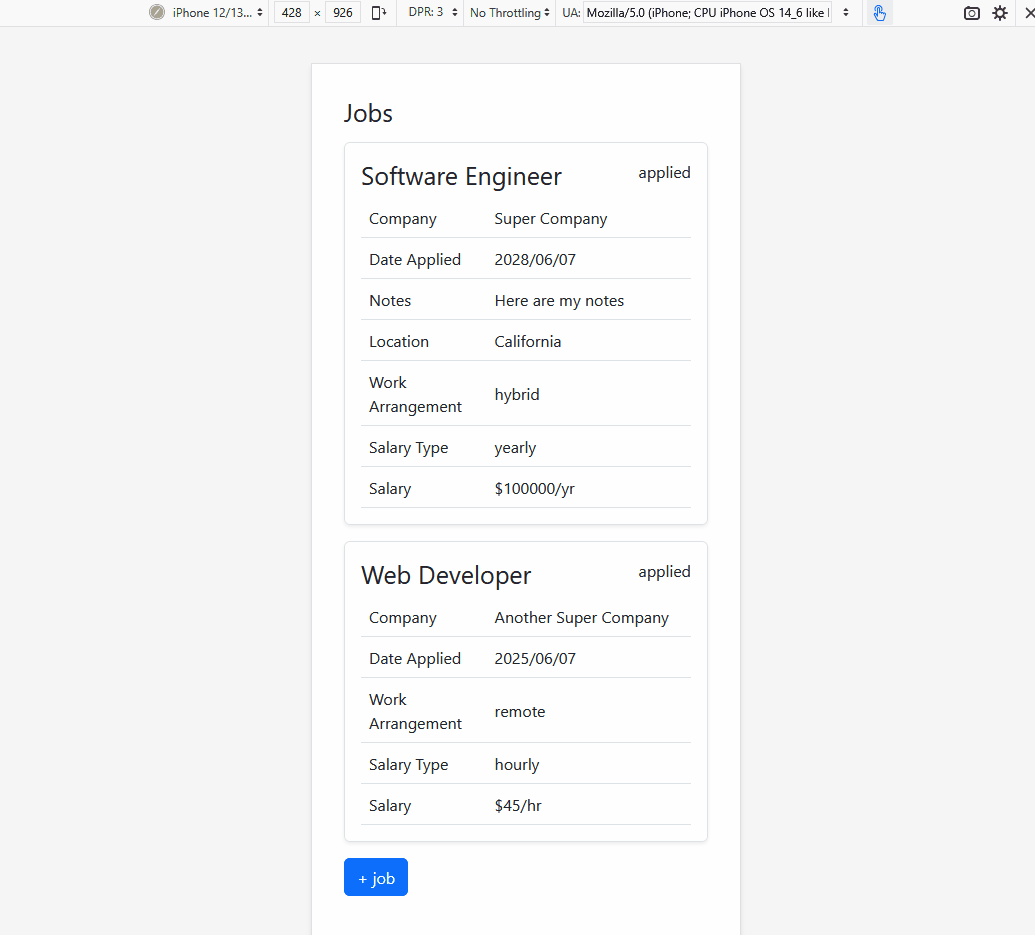 iPhone 12/13... 428 × 926 DPR: 3 No Throttling UA: Mozilla/5.0 (iPhone; CPU iPhone OS 14_6 like
Jobs
Software Engineer applied
Company Super Company
Date Applied 2028/06/07
Notes Here are my notes
Location California
Work
Arrangement hybrid
Salary Type yearly
Salary $100000/yr
Web Developer applied
Company Another Super Company
Date Applied 2025/06/07
Work
Arrangement remote
Salary Type hourly
Salary $45/hr
+ job